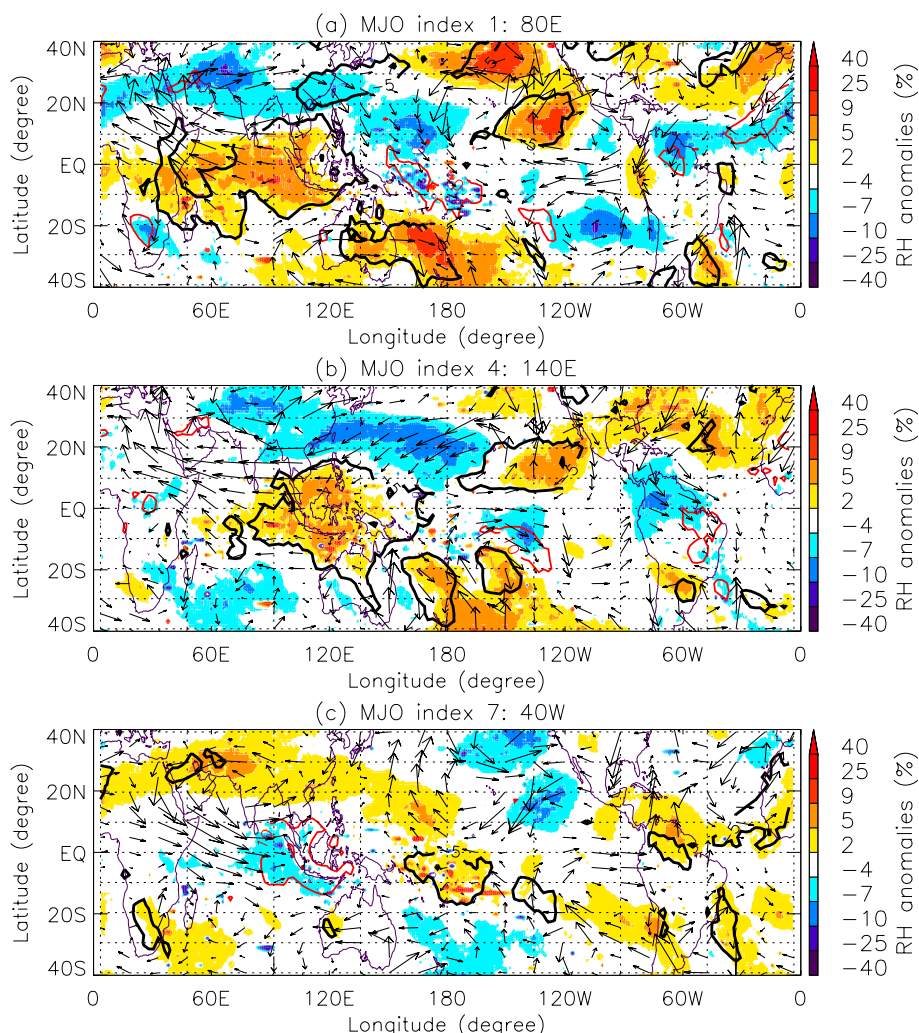 (a) MJO index 1: 80E
40N
20N
EQ
20S
40S
Latitude (degree)
0 60E 120E 180 120W 60W 0
Longitude (degree)
40
25
9
5
2
−4
−7
−10
−25
−40
RH anomalies (%)
(b) MJO index 4: 140E
40N
20N
EQ
20S
40S
Latitude (degree)
0 60E 120E 180 120W 60W 0
Longitude (degree)
40
25
9
5
2
−4
−7
−10
−25
−40
RH anomalies (%)
(c) MJO index 7: 40W
40N
20N
EQ
20S
40S
Latitude (degree)
0 60E 120E 180 120W 60W 0
Longitude (degree)
40
25
9
5
2
−4
−7
−10
−25
−40
RH anomalies (%)